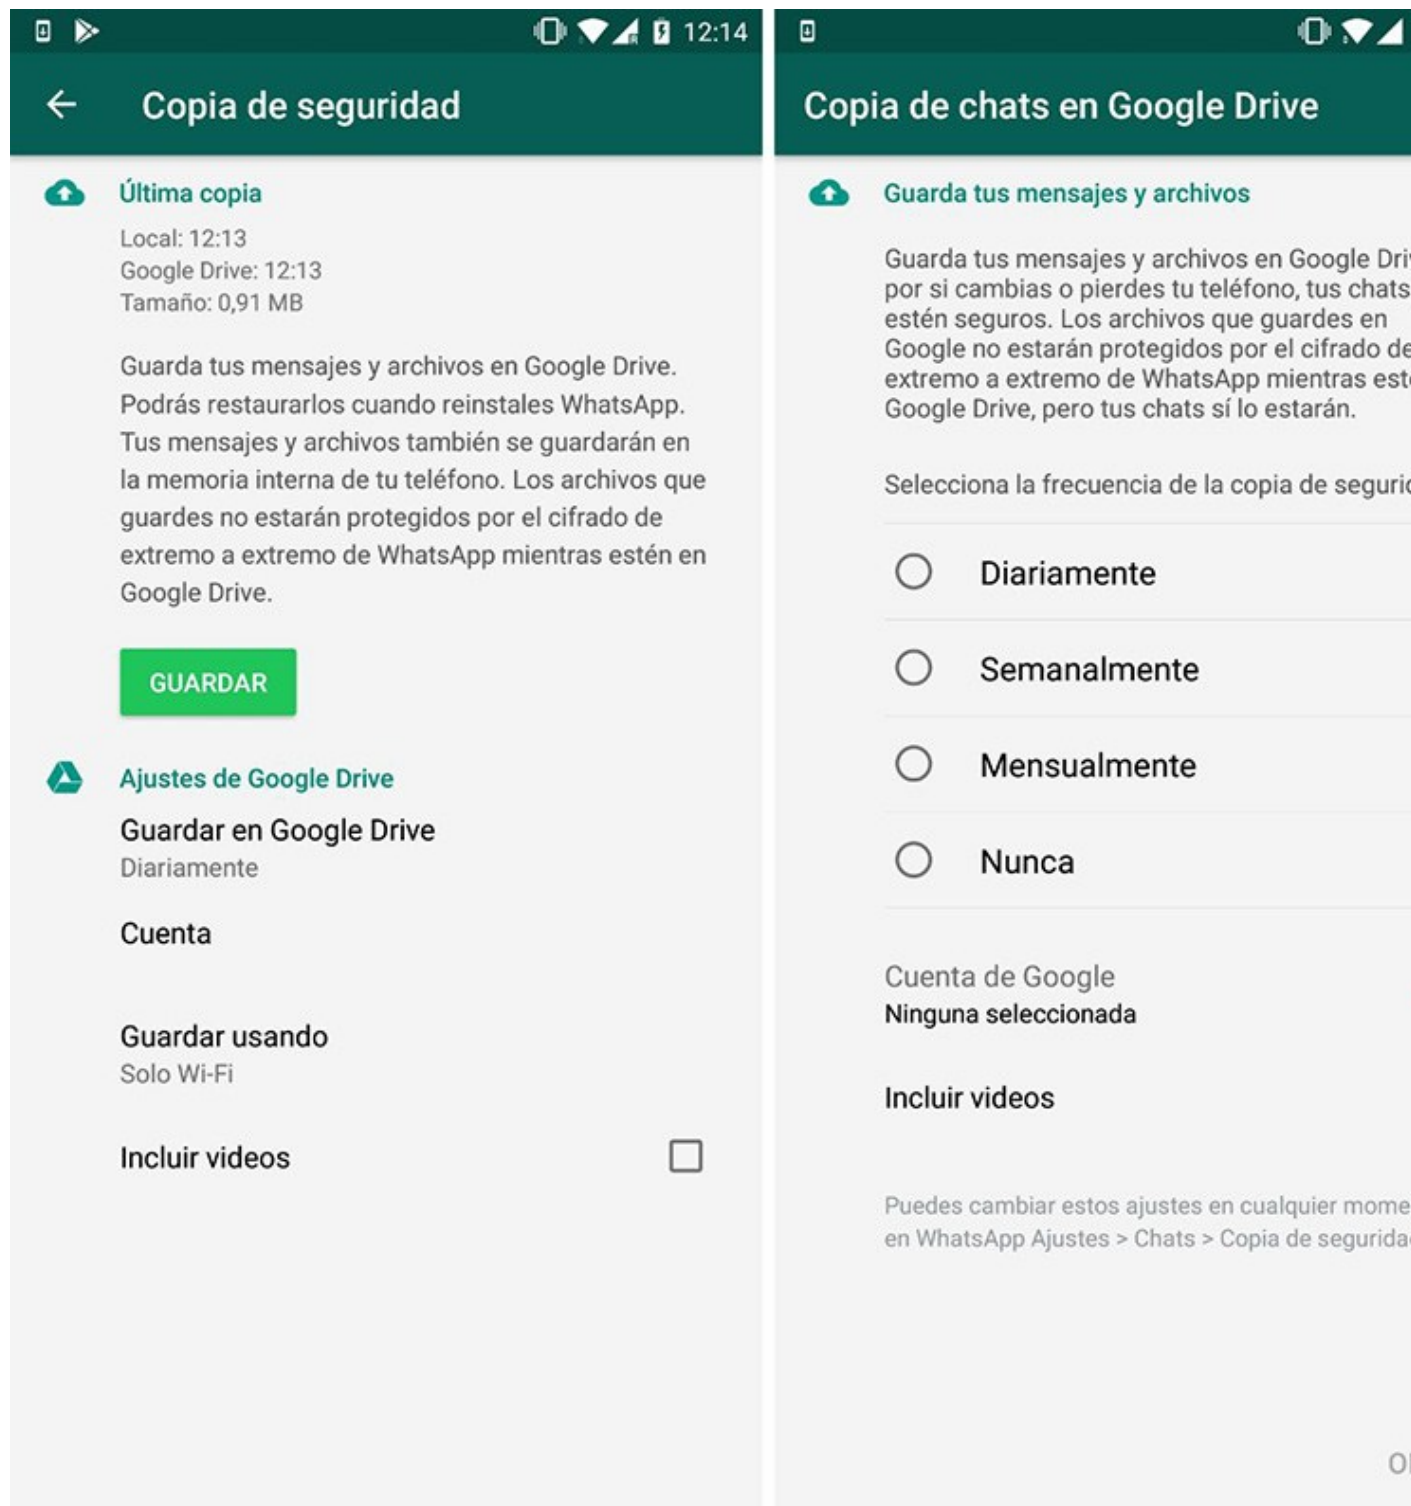 12:14
Copia de seguridad
Última copia
Local: 12:13
Google Drive: 12:13
Tamaño: 0,91 MB
Guarda tus mensajes y archivos en Google Drive.
Podrás restaurarlos cuando reinstales WhatsApp.
Tus mensajes y archivos también se guardarán en
la memoria interna de tu teléfono. Los archivos que
guardes no estarán protegidos por el cifrado de
extremo a extremo de WhatsApp mientras estén en
Google Drive.
GUARDAR
Ajustes de Google Drive
Guardar en Google Drive
Diariamente
Cuenta
Guardar usando
Solo Wi-Fi
Incluir videos
Copia de chats en Google Drive
Guarda tus mensajes y archivos
Guarda tus mensajes y archivos en Google
por si cambias o pierdes tu teléfono, tus chats
estén seguros. Los archivos que guardes en
Google no estarán protegidos por el cifrado de
extremo a extremo de WhatsApp mientras
Google Drive, pero tus chats sí lo estarán.
Selecciona la frecuencia de la copia de
Diariamente
Semanalmente
Mensualmente
Nunca
Cuenta de Google
Ninguna seleccionada
Incluir videos
Puedes cambiar estos ajustes en cualquier
en WhatsApp Ajustes > Chats > Copia de